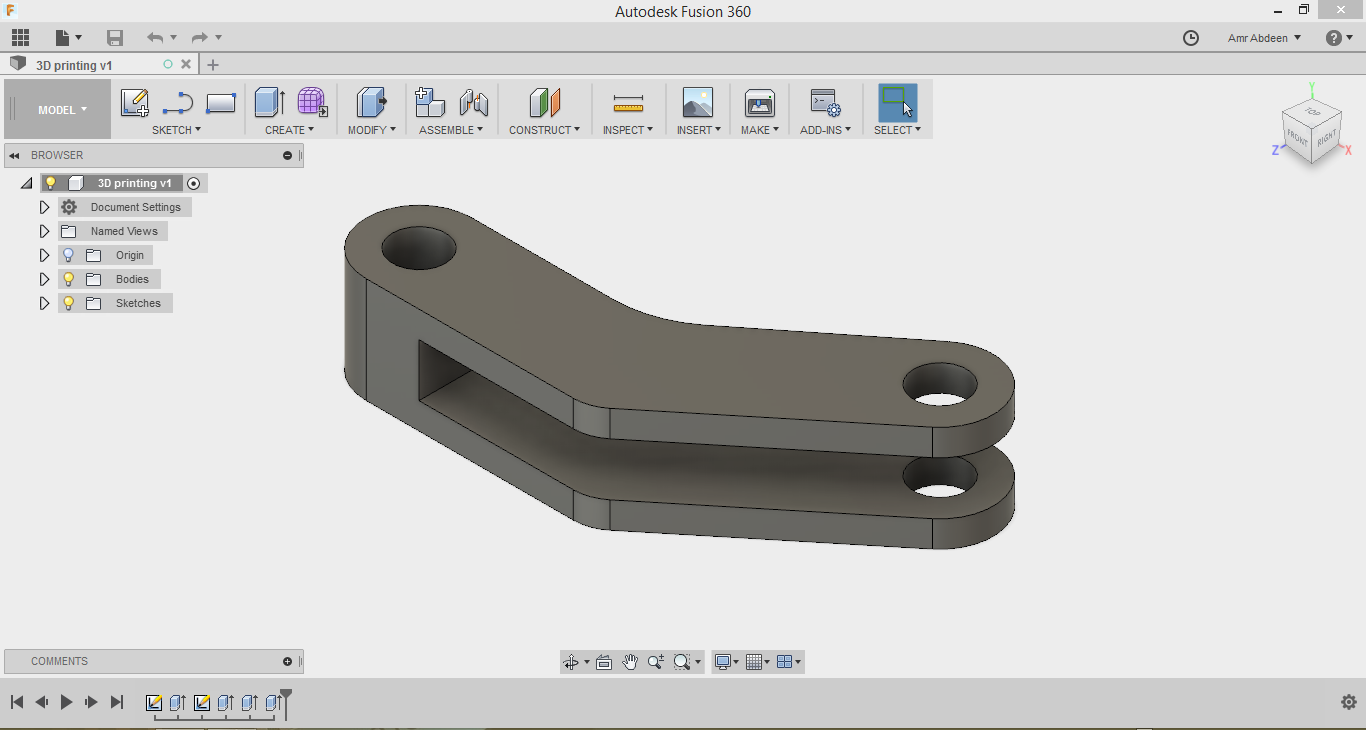 Autodesk Fusion 360
Amr Abdeen
3D printing v1
MODEL
SKETCH
CREATE
MODIFY
ASSEMBLE
CONSTRUCT
INSPECT
INSERT
MAKE
ADD-INS
SELECT
Y
TOP
FRONT
RIGHT
Z
X
BROWSER
3D printing v1
Document Settings
Named Views
Origin
Bodies
Sketches
COMMENTS